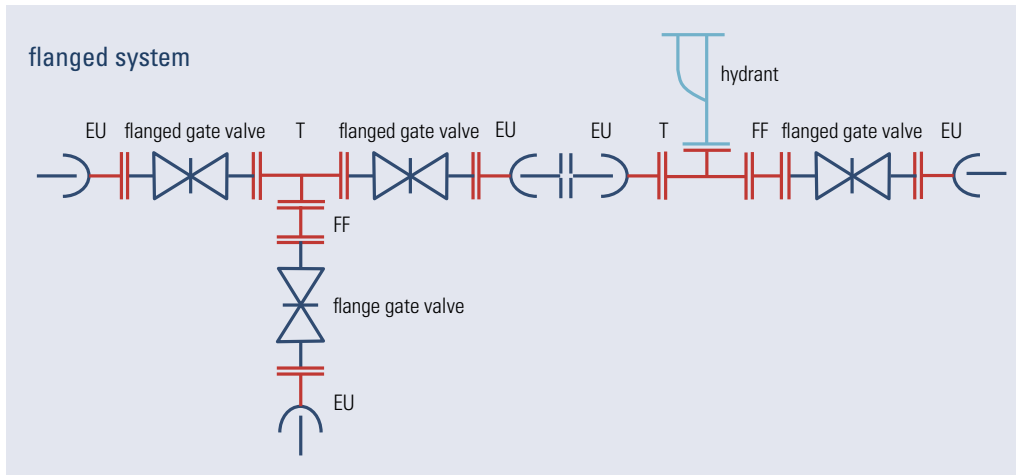 flanged system
hydrant
EU flanged gate valve T flanged gate valve EU EU T FF flanged gate valve EU
FF
flange gate valve
EU